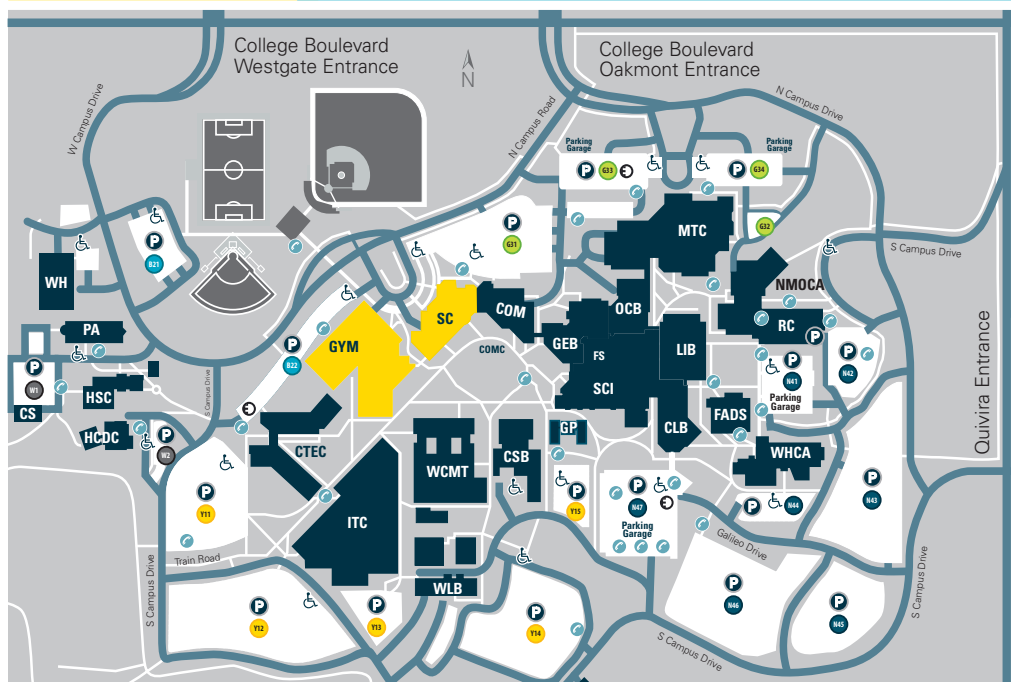 College Boulevard
Westgate Entrance
College Boulevard
Oakmont Entrance
N
W Campus Drive
N Campus Road
N Campus Drive
Parking
Garage
Parking
Garage
P
G33
P
G34
P
G31
G32
MTC
S Campus Drive
P
B21
WH
NMOCA
SC
COM
OCB
PA
GYM
GEB
FS
LIB
RC
P
COMC
P
B22
P
W1
HSC
CS
S Campus Drive
SCI
P
N41
Parking
Garage
P
N42
Quivira Entrance
HCDC
P
W2
CTEC
GP
CLB
FADS
WCMT
CSB
WHCA
P
Y11
ITC
P
Y15
P
N47
Parking
Garage
P
N44
P
N43
Train Road
Galileo Drive
S Campus Drive
S Campus Drive
WLB
P
Y12
P
Y13
P
Y14
P
N46
P
N45
S Campus Drive